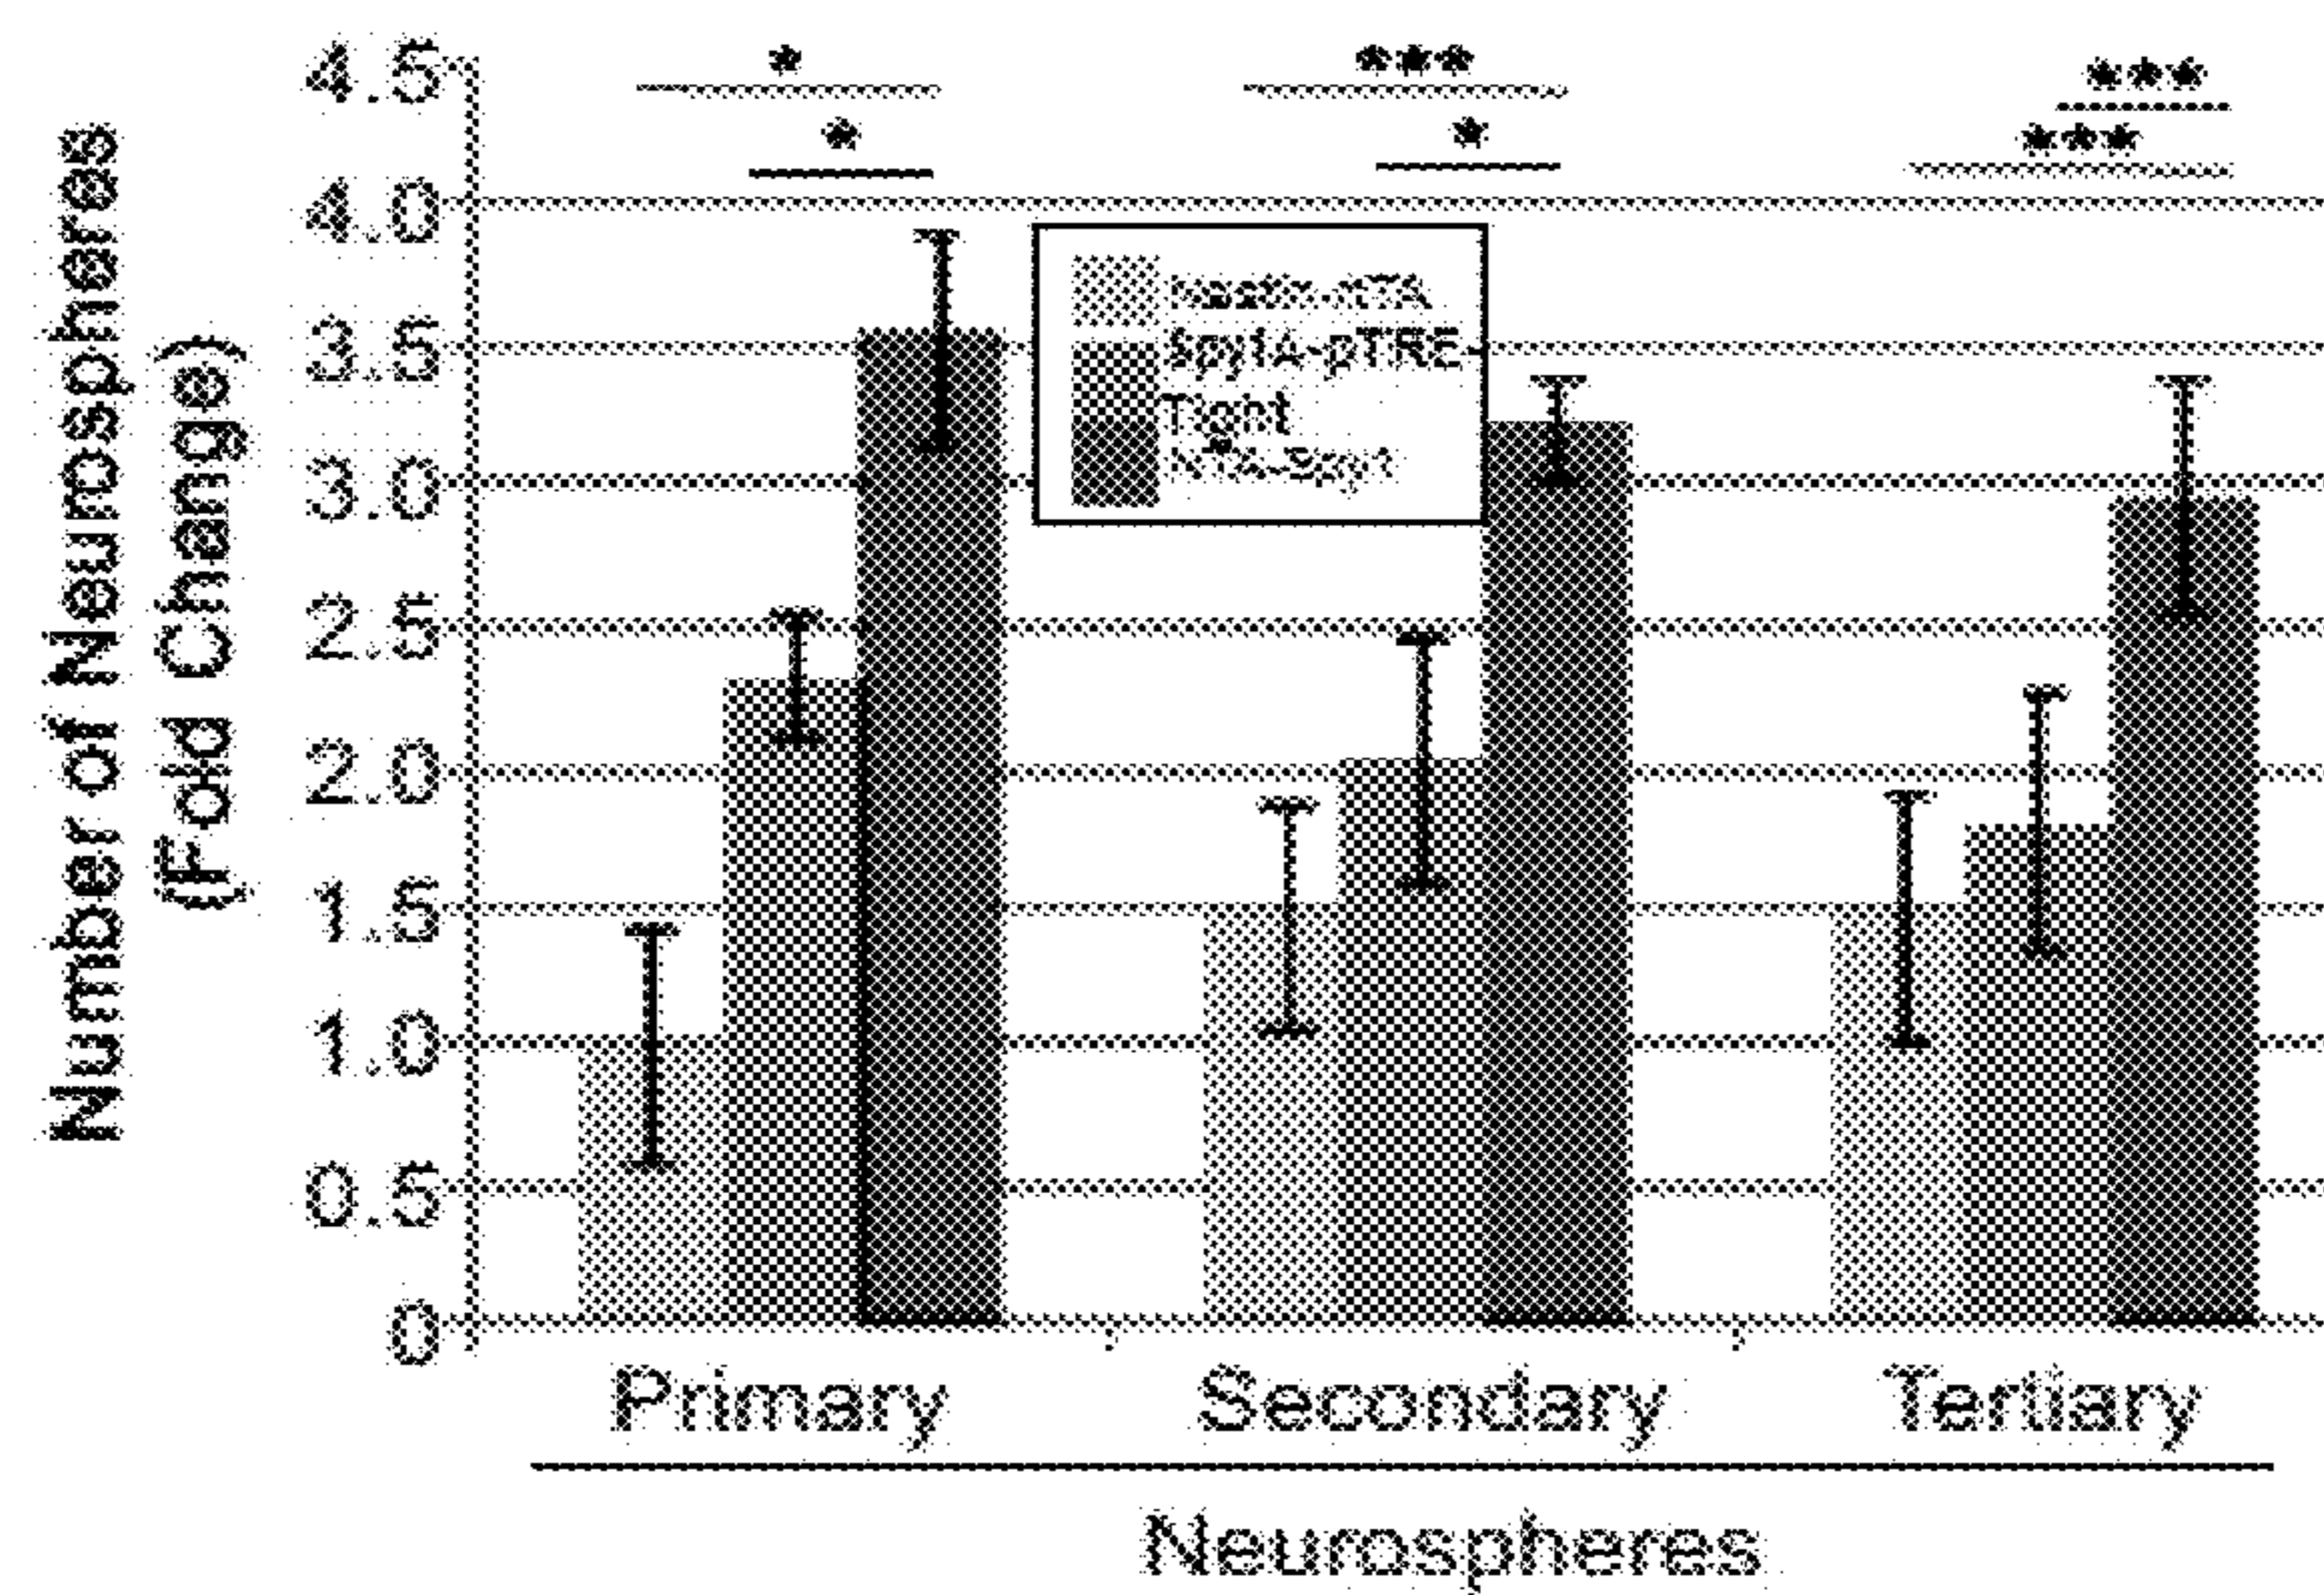 Number of Neurospheres
(Fold Change)
4.5
4.0
3.5
3.0
2.5
2.0
1.5
1.0
0.5
0
* ***
***
* *
***
-pTRE-
Tight
Primary Secondary Tertiary
Neurospheres